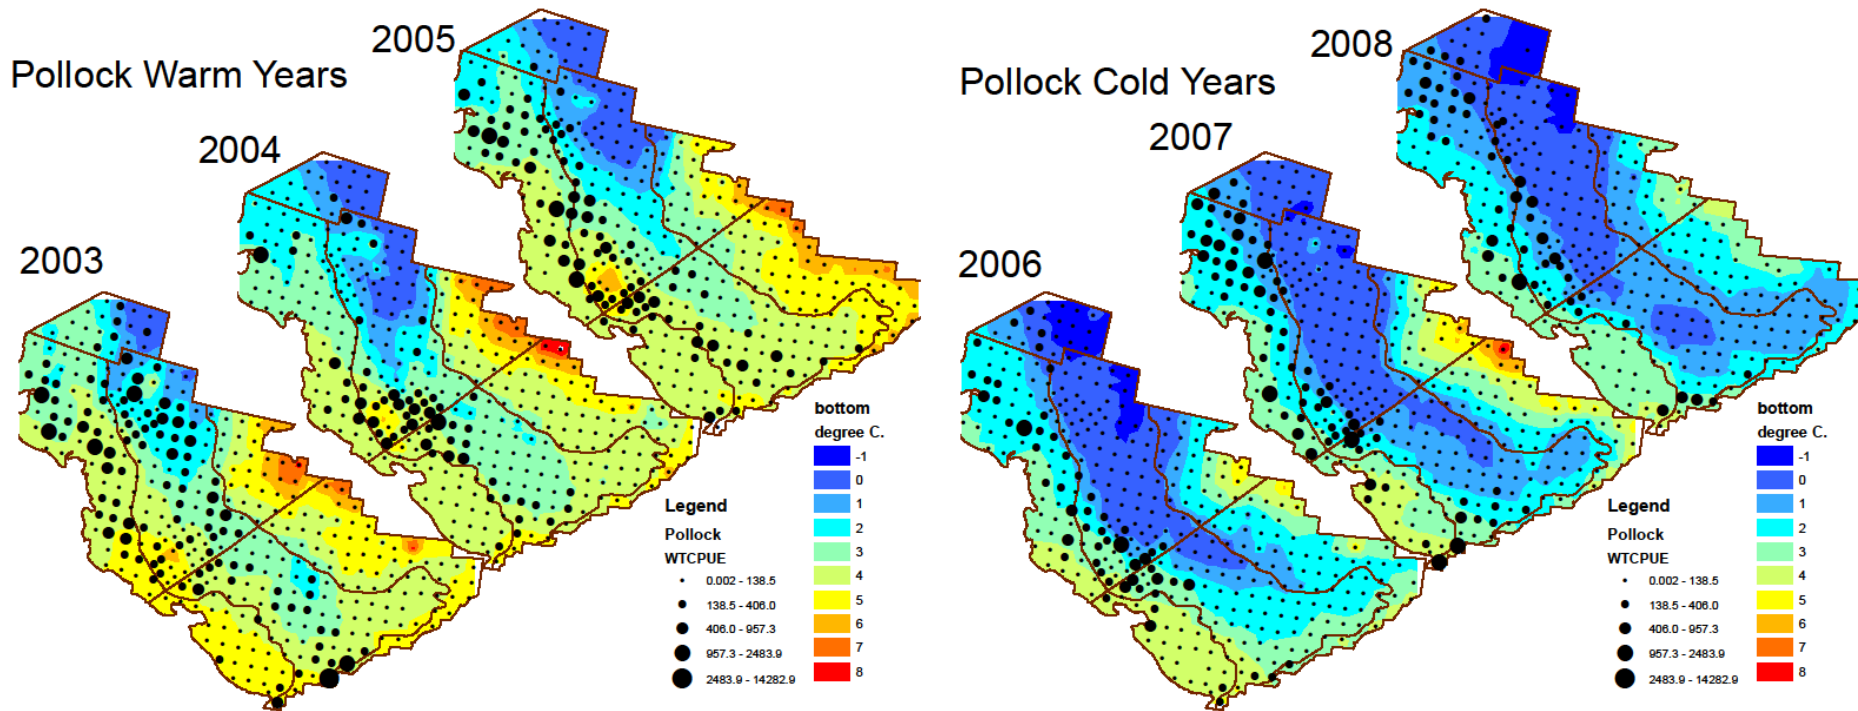 Pollock Warm Years
2005
2004
2003
bottom
degree C.
-1
0
1
2
3
4
5
6
7
8
Legend
Pollock
WTCPUE
0.002 - 138.5
138.5 - 406.0
406.0 - 957.3
957.3 - 2483.9
2483.9 - 14282.9
Pollock Cold Years
2008
2007
2006
bottom
degree C.
-1
0
1
2
3
4
5
6
7
8
Legend
Pollock
WTCPUE
0.002 - 138.5
138.5 - 406.0
406.0 - 957.3
957.3 - 2483.9
2483.9 - 14282.9